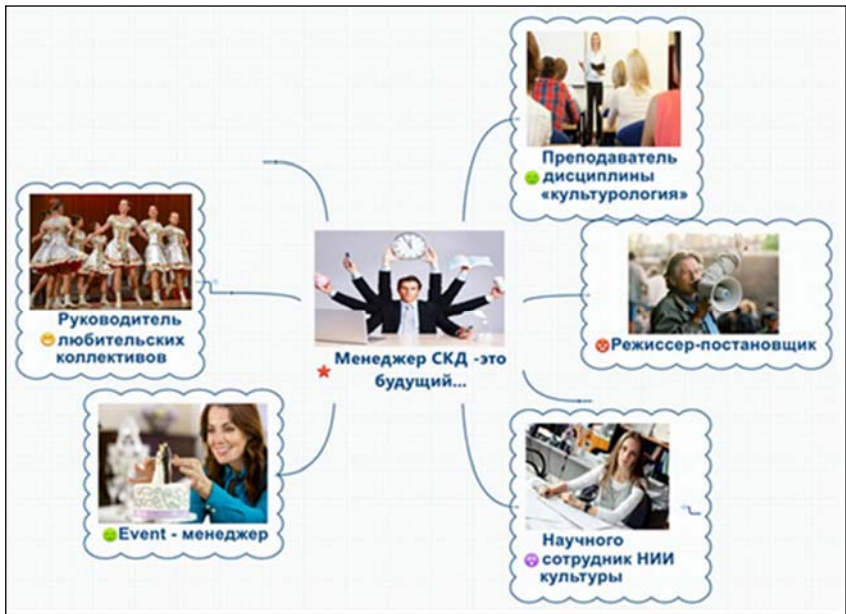 Преподаватель
дисциплины
«культурология»
Руководитель
любительских
коллективов
Менеджер СКД -это
будущий...
Режиссер-постановщик
Event - менеджер
Научного
сотрудник НИИ
культуры